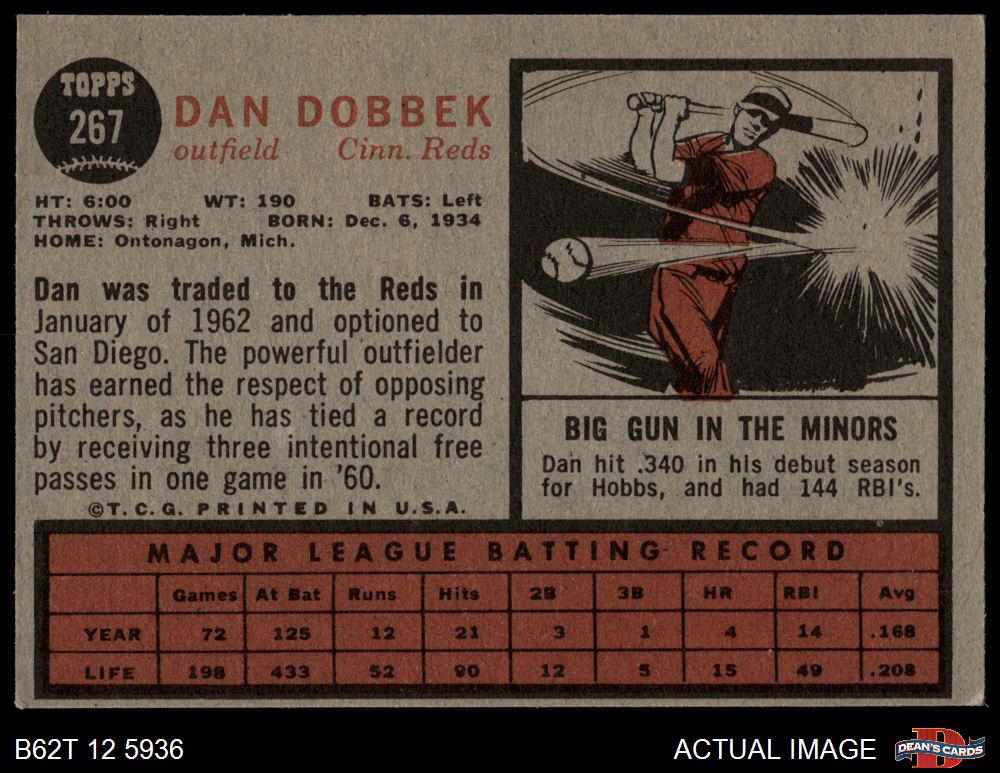 TOPPS
267
DAN DOBBEK
outfield Cinn. Reds
HT: 6:00 WT: 190 BATS: Left
THROWS: Right BORN: Dec. 6, 1934
HOME: Ontonagon, Mich.
Dan was traded to the Reds in
January of 1962 and optioned to
San Diego. The powerful outfielder
has earned the respect of opposing
pitchers, as he has tied a record
by receiving three intentional free
passes in one game in '60.
©T. C. G. PRINTED IN U.S.A.
BIG GUN IN THE MINORS
Dan hit .340 in his debut season
for Hobbs, and had 144 RBI's.
MAJOR LEAGUE BATTING RECORD
Games At Bat Runs Hits 2B 3B HR RBI Avg
YEAR 72 125 12 21 3 1 4 14 .168
LIFE 198 433 52 90 12 5 15 49 .208
B62T 12 5936
ACTUAL IMAGE
D
DEAN'S CARDS